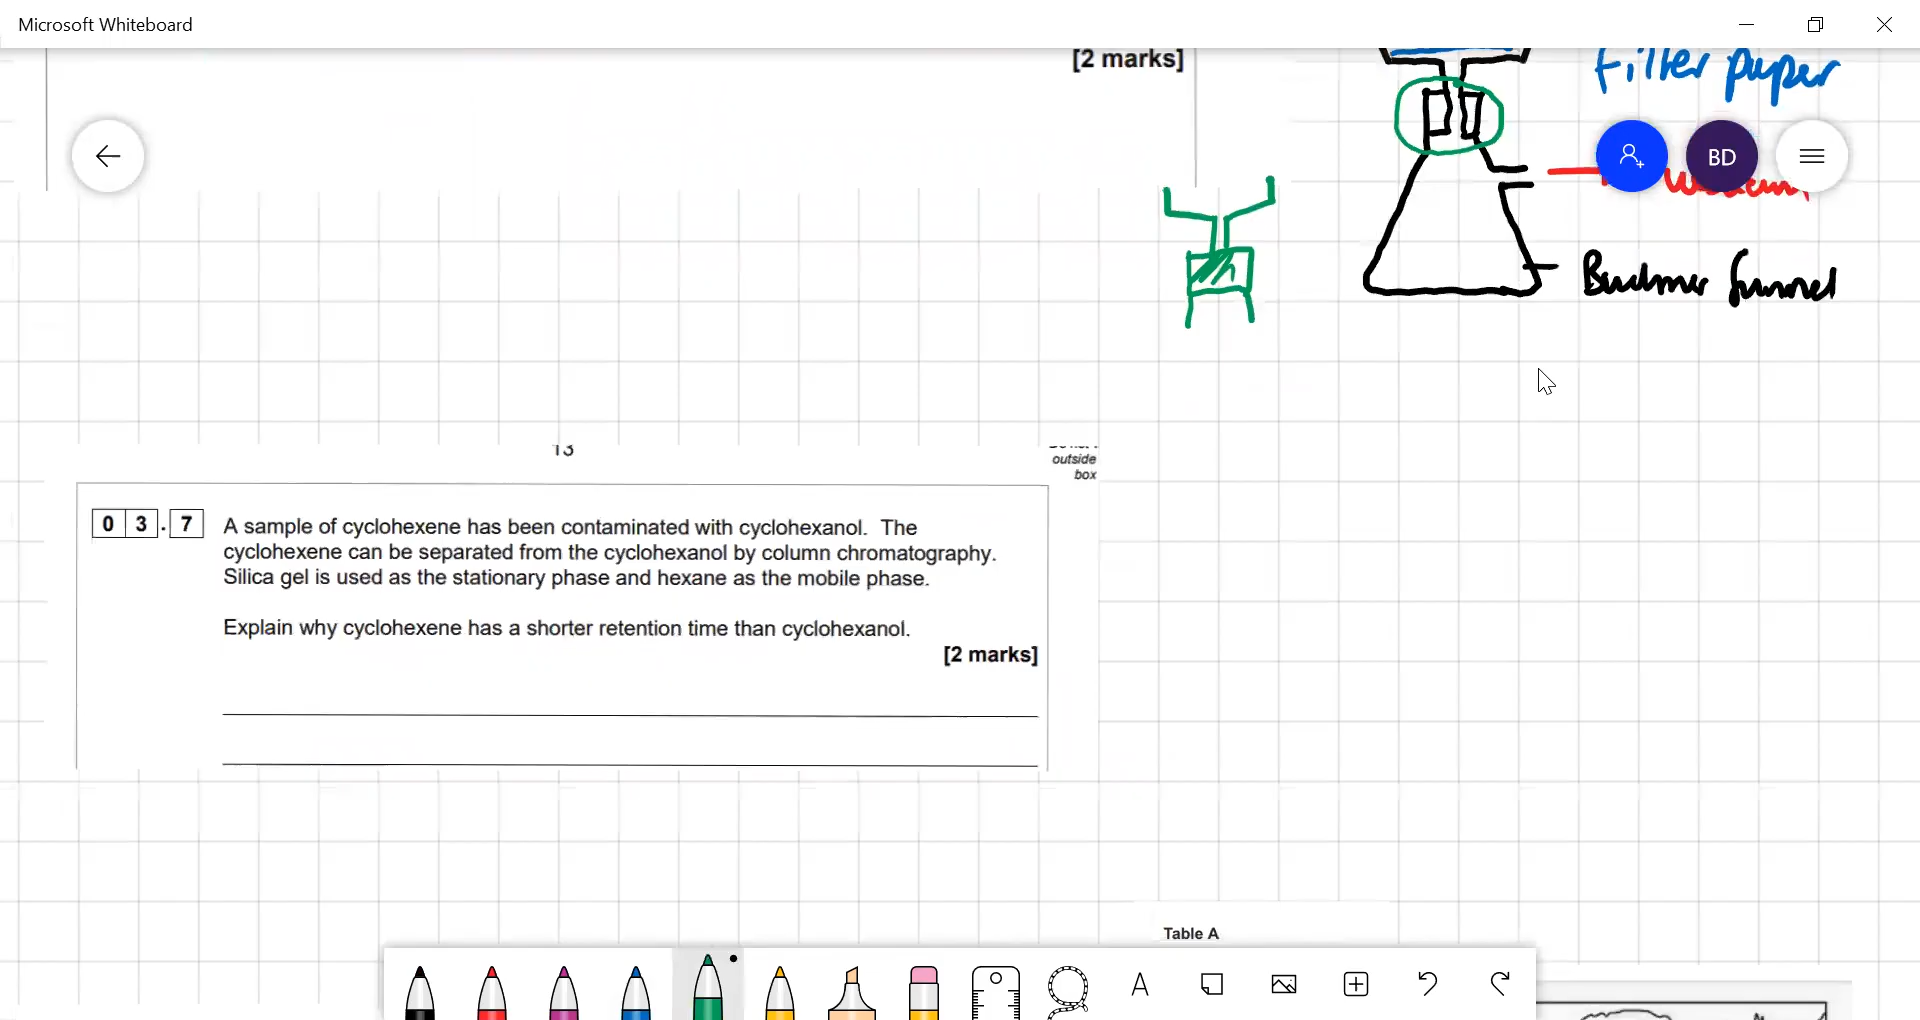 Microsoft Whiteboard
[2 marks]
Filter paper
BD
Buchner funnel
13
outside
box
03.7 A sample of cyclohexene has been contaminated with cyclohexanol. The
cyclohexene can be separated from the cyclohexanol by column chromatography.
Silica gel is used as the stationary phase and hexane as the mobile phase.
Explain why cyclohexene has a shorter retention time than cyclohexanol.
[2 marks]
Table A